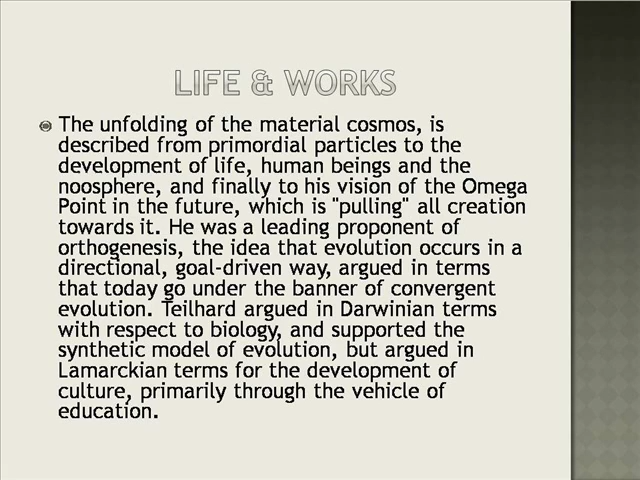 LIFE & WORKS
The unfolding of the material cosmos, is
described from primordial particles to the
development of life, human beings and the
noosphere, and finally to his vision of the Omega
Point in the future, which is "pulling" all creation
towards it. He was a leading proponent of
orthogenesis, the idea that evolution occurs in a
directional, goal-driven way, argued in terms
that today go under the banner of convergent
evolution. Teilhard argued in Darwinian terms
with respect to biology, and supported the
synthetic model of evolution, but argued in
Lamarckian terms for the development of
culture, primarily through the vehicle of
education.